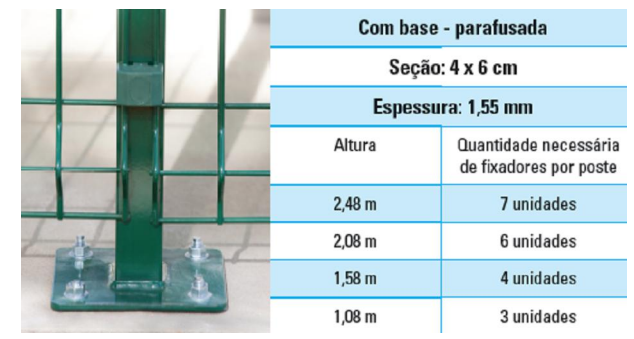 Com base - parafusada
Seção: 4 x 6 cm
Espessura: 1,55 mm
Altura
Quantidade necessária
de fixadores por poste
2,48 m
7 unidades
2,08 m
6 unidades
1,58 m
4 unidades
1,08 m
3 unidades